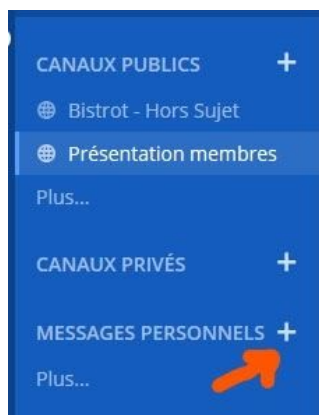 CANAUX PUBLICS +
Bistrot - Hors Sujet
Présentation membres
Plus...
CANAUX PRIVÉS +
MESSAGES PERSONNELS +
Plus...